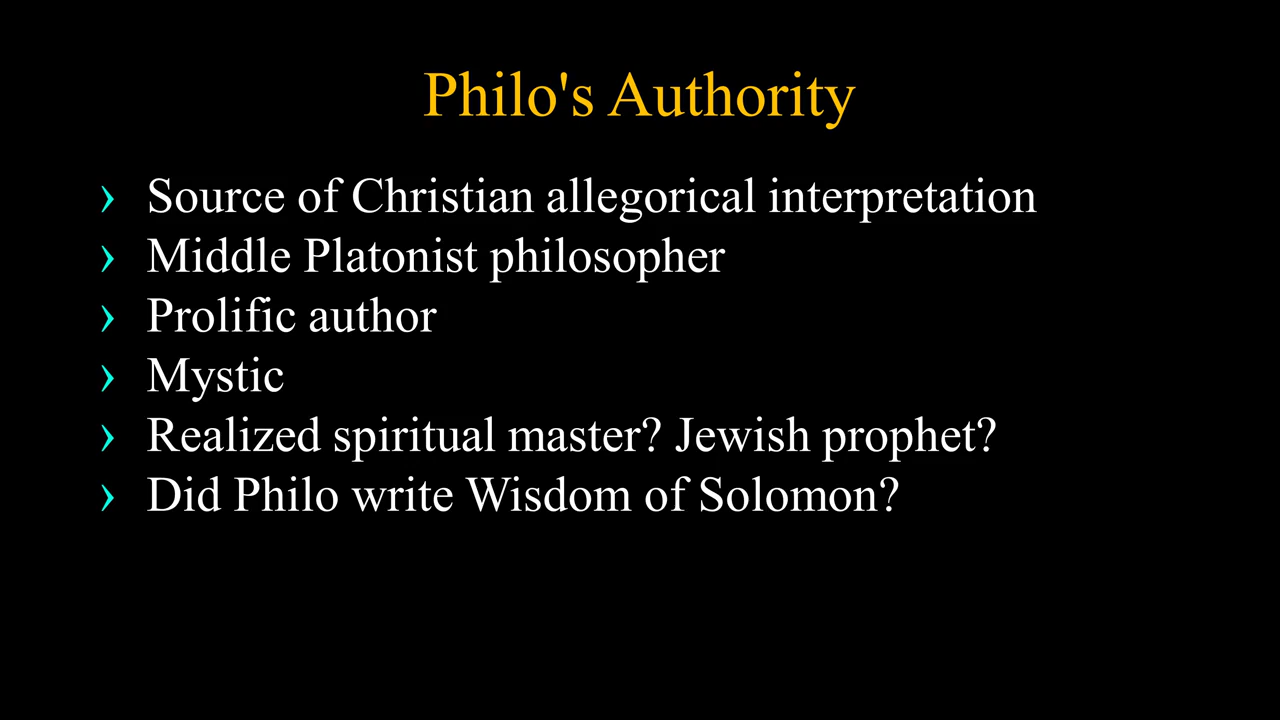 Philo's Authority
› Source of Christian allegorical interpretation
› Middle Platonist philosopher
› Prolific author
› Mystic
› Realized spiritual master? Jewish prophet?
› Did Philo write Wisdom of Solomon?